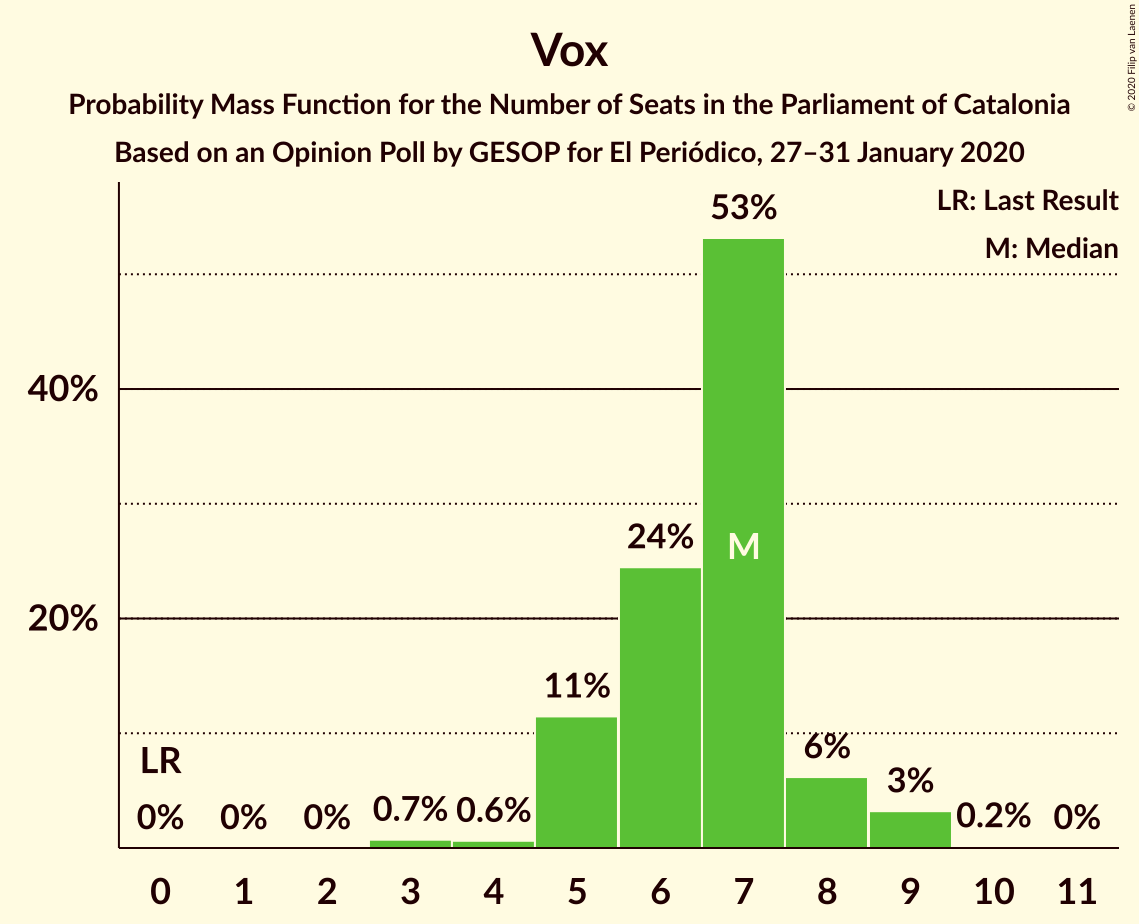 Vox
Probability Mass Function for the Number of Seats in the Parliament of Catalonia
Based on an Opinion Poll by GESOP for El Periódico, 27–31 January 2020
© 2020 Filip van Laenen
LR: Last Result
M: Median
53%
40%
24%
M
20%
11%
LR
6%
3%
0% 0% 0% 0.7% 0.6% 0.2% 0%
0 1 2 3 4 5 6 7 8 9 10 11